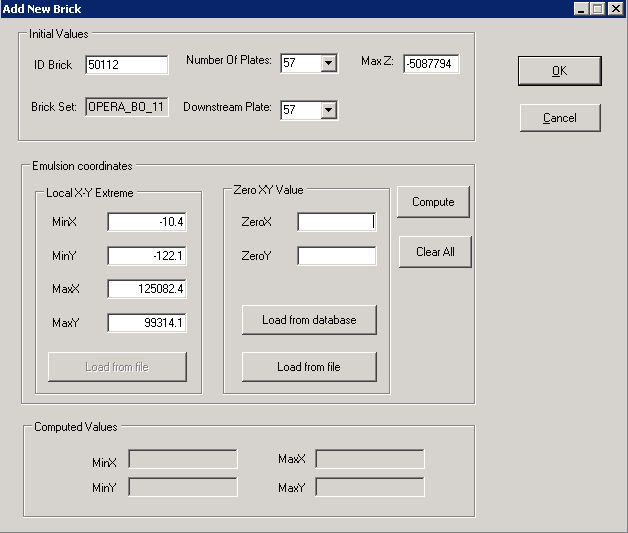 Add New Brick
Initial Values
ID Brick 50112 Number Of Plates: 57 Max Z: -5087794
OK
Brick Set: OPERA_BO_11 Downstream Plate: 57
Cancel
Emulsion coordinates
Local X-Y Extreme
Zero XY Value
Compute
MinX -10.4
ZeroX
MinY -122.1
ZeroY
Clear All
MaxX 125082.4
MaxY 99314.1
Load from database
Load from file
Load from file
Computed Values
MinX
MaxX
MinY
MaxY